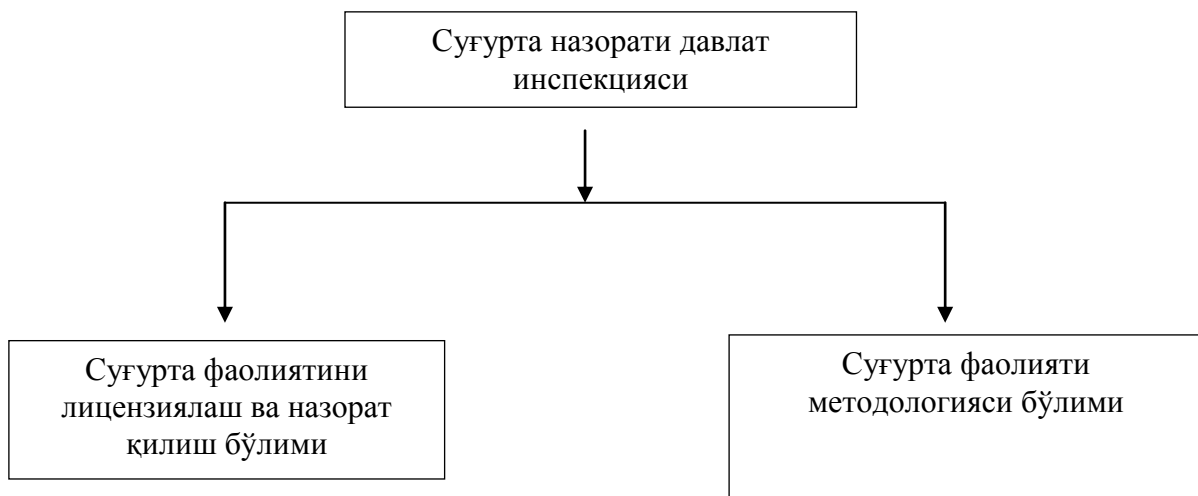 Суғурта назорати давлат
инспекцияси
Суғурта фаолиятини
лицензиялаш ва назорат
қилиш бўлими
Суғурта фаолияти
методологияси бўлими